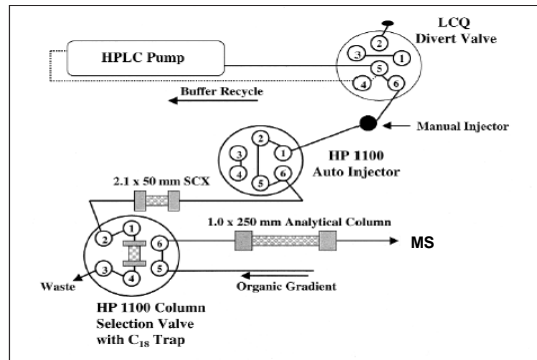 LCQ
Divert Valve
HPLC Pump
2
3
1
5
4
6
Buffer Recycle
Manual Injector
2
3
1
4
5
6
HP 1100
Auto Injector
2.1 x 50 mm SCX
1.0 x 250 mm Analytical Column
1
2
6
3
4
5
MS
Waste
Organic Gradient
HP 1100 Column
Selection Valve
with C₁₈ Trap